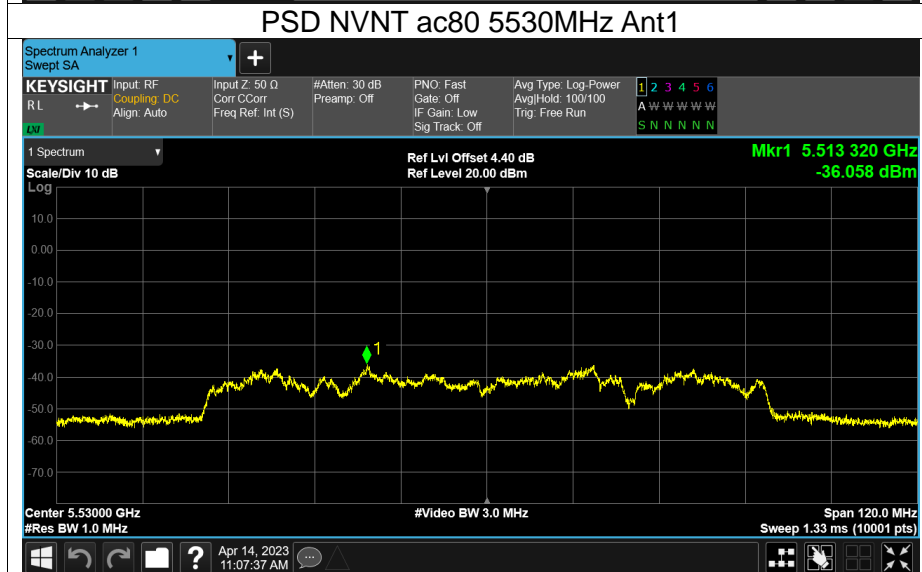 PSD NVNT ac80 5530MHz Ant1
Spectrum Analyzer 1
Swept SA
+
KEYSIGHT
R L
LXI
Input: RF
Coupling: DC
Align: Auto
Input Z: 50 Ω
Corr CCorr
Freq Ref: Int (S)
#Atten: 30 dB
Preamp: Off
PNO: Fast
Gate: Off
IF Gain: Low
Sig Track: Off
Avg Type: Log-Power
Avg|Hold: 100/100
Trig: Free Run
1 2 3 4 5 6
A W W W W W
S N N N N N
1 Spectrum
Scale/Div 10 dB
Ref Lvl Offset 4.40 dB
Ref Level 20.00 dBm
Mkr1 5.513 320 GHz
-36.058 dBm
Log
10.0
0.00
-10.0
-20.0
-30.0
1
-40.0
-50.0
-60.0
-70.0
Center 5.53000 GHz
#Res BW 1.0 MHz
#Video BW 3.0 MHz
Span 120.0 MHz
Sweep 1.33 ms (10001 pts)
?
Apr 14, 2023
11:07:37 AM